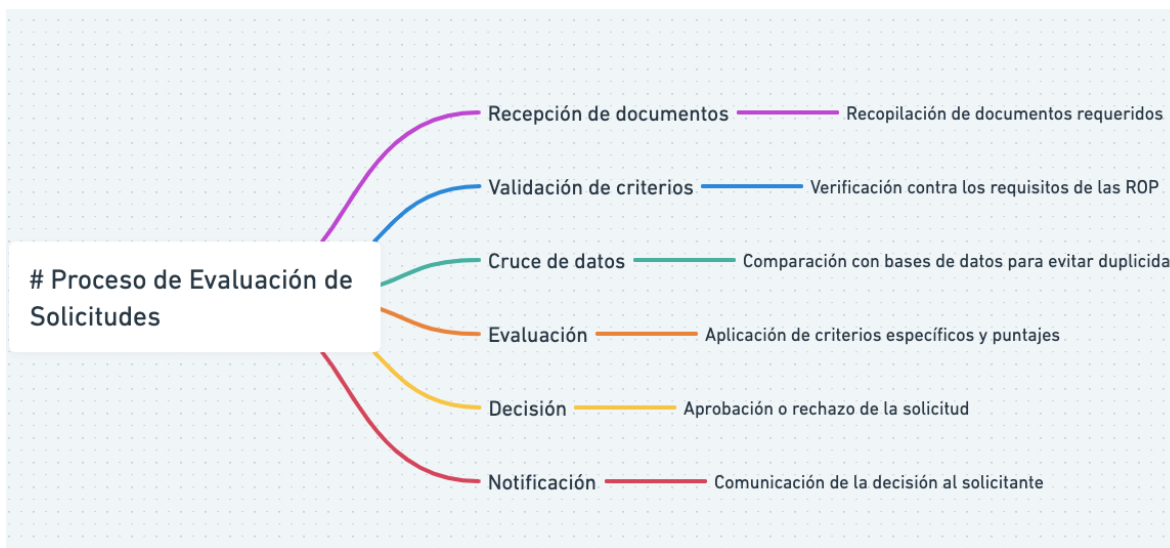 Recepción de documentos
Recopilación de documentos requeridos
Validación de criterios
Verificación contra los requisitos de las ROP
# Proceso de Evaluación de
Solicitudes
Cruce de datos
Comparación con bases de datos para evitar duplicida
Evaluación
Aplicación de criterios específicos y puntajes
Decisión
Aprobación o rechazo de la solicitud
Notificación
Comunicación de la decisión al solicitante